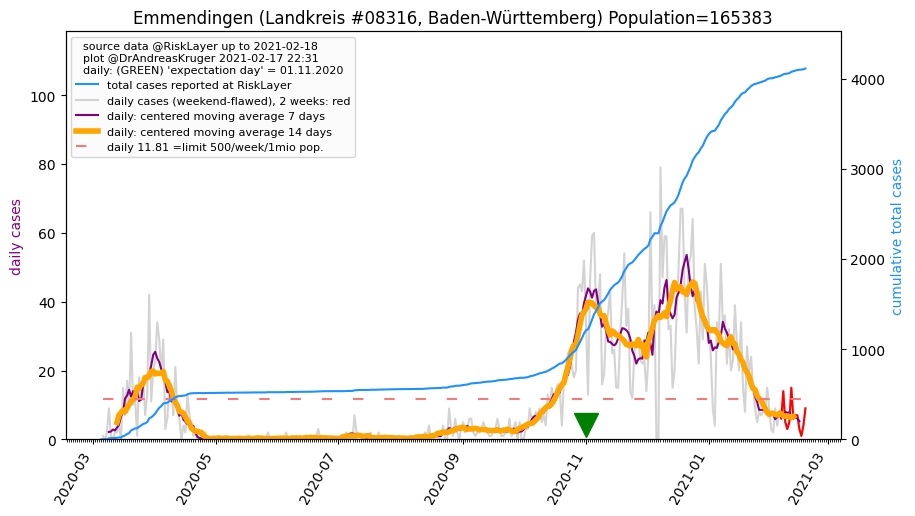 Emmendingen (Landkreis #08316, Baden-Württemberg) Population=165383
source data @RiskLayer up to 2021-02-18
plot @DrAndreasKruger 2021-02-17 22:31
daily: (GREEN) 'expectation day' = 01.11.2020
total cases reported at RiskLayer
daily cases (weekend-flawed), 2 weeks: red
daily: centered moving average 7 days
daily: centered moving average 14 days
daily 11.81 =limit 500/week/1mio pop.
daily cases
100
80
60
40
20
0
cumulative total cases
4000
3000
2000
1000
0
2020-03
2020-05
2020-07
2020-09
2020-11
2021-01
2021-03